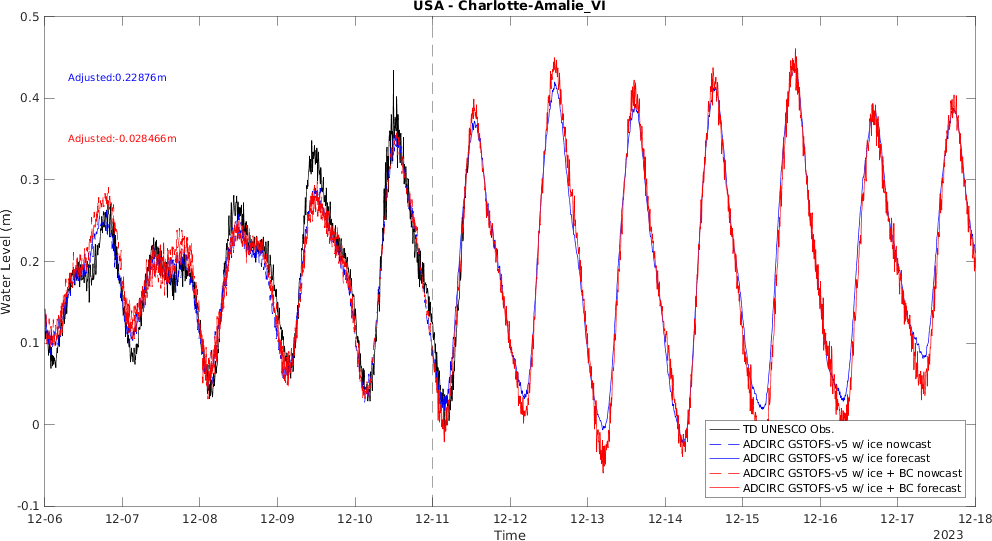 USA - Charlotte-Amalie_VI
0.5
Adjusted:0.22876m
0.4
Adjusted:-0.028466m
0.3
Water Level (m)
0.2
0.1
0
TD UNESCO Obs.
ADCIRC GSTOFS-v5 w/ ice nowcast
ADCIRC GSTOFS-v5 w/ ice forecast
ADCIRC GSTOFS-v5 w/ ice + BC nowcast
ADCIRC GSTOFS-v5 w/ ice + BC forecast
-0.1
12-06 12-07 12-08 12-09 12-10 12-11 12-12 12-13 12-14 12-15 12-16 12-17 12-18
Time
2023